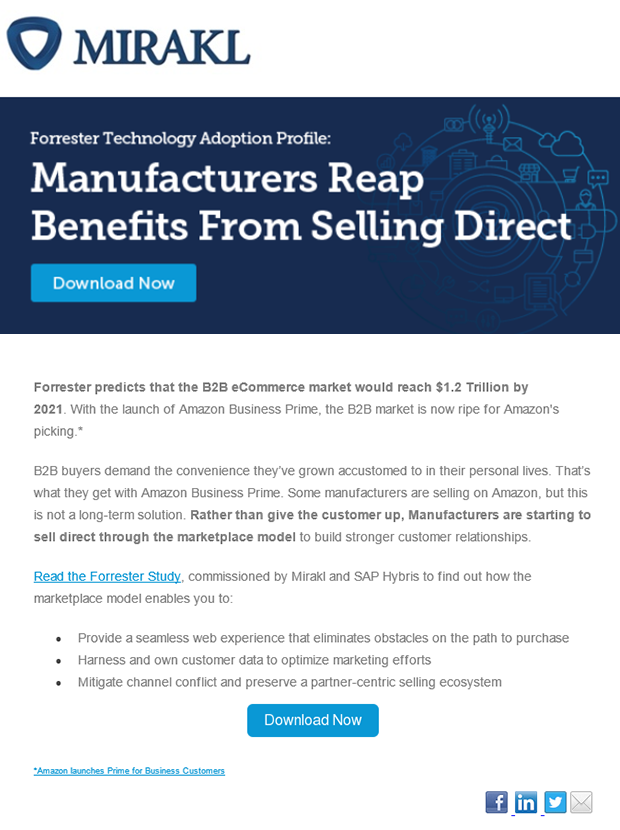 MIRAKL
Forrester Technology Adoption Profile:
Manufacturers Reap
Benefits From Selling Direct
Download Now
Forrester predicts that the B2B eCommerce market would reach $1.2 Trillion by
2021. With the launch of Amazon Business Prime, the B2B market is now ripe for Amazon's
picking.*
B2B buyers demand the convenience they've grown accustomed to in their personal lives. That's
what they get with Amazon Business Prime. Some manufacturers are selling on Amazon, but this
is not a long-term solution. Rather than give the customer up, Manufacturers are starting to
sell direct through the marketplace model to build stronger customer relationships.
Read the Forrester Study, commissioned by Mirakl and SAP Hybris to find out how the
marketplace model enables you to:
• Provide a seamless web experience that eliminates obstacles on the path to purchase
• Harness and own customer data to optimize marketing efforts
• Mitigate channel conflict and preserve a partner-centric selling ecosystem
Download Now
*Amazon launches Prime for Business Customers